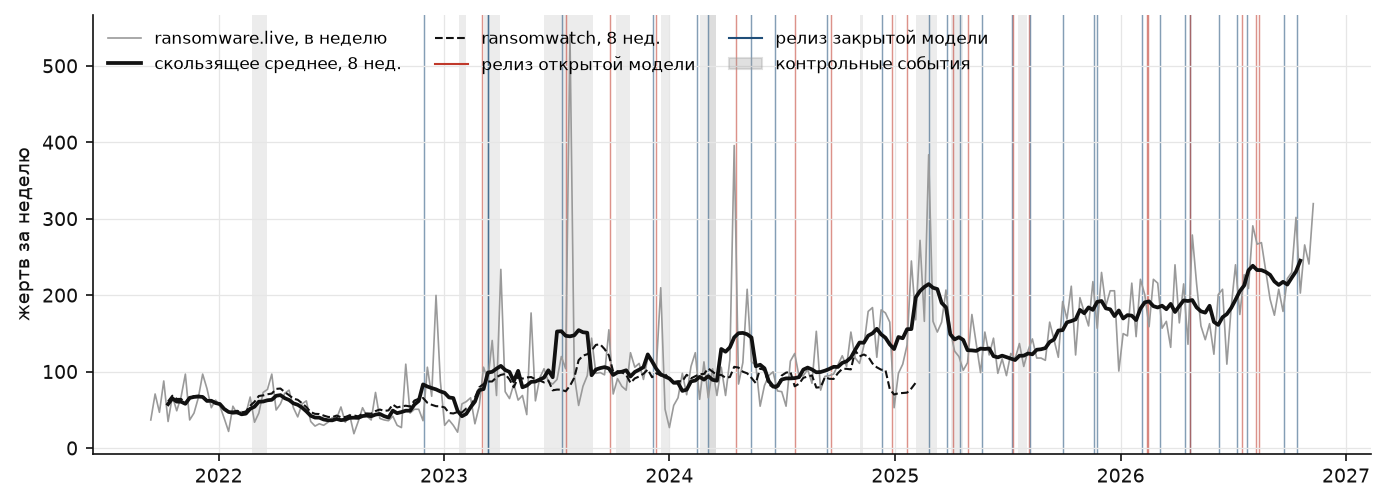 ransomware.live, в неделю
скользящее среднее, 8 нед.
ransomwatch, 8 нед.
релиз открытой модели
релиз закрытой модели
контрольные события
жертв за неделю
500
400
300
200
100
0
2022
2023
2024
2025
2026
2027